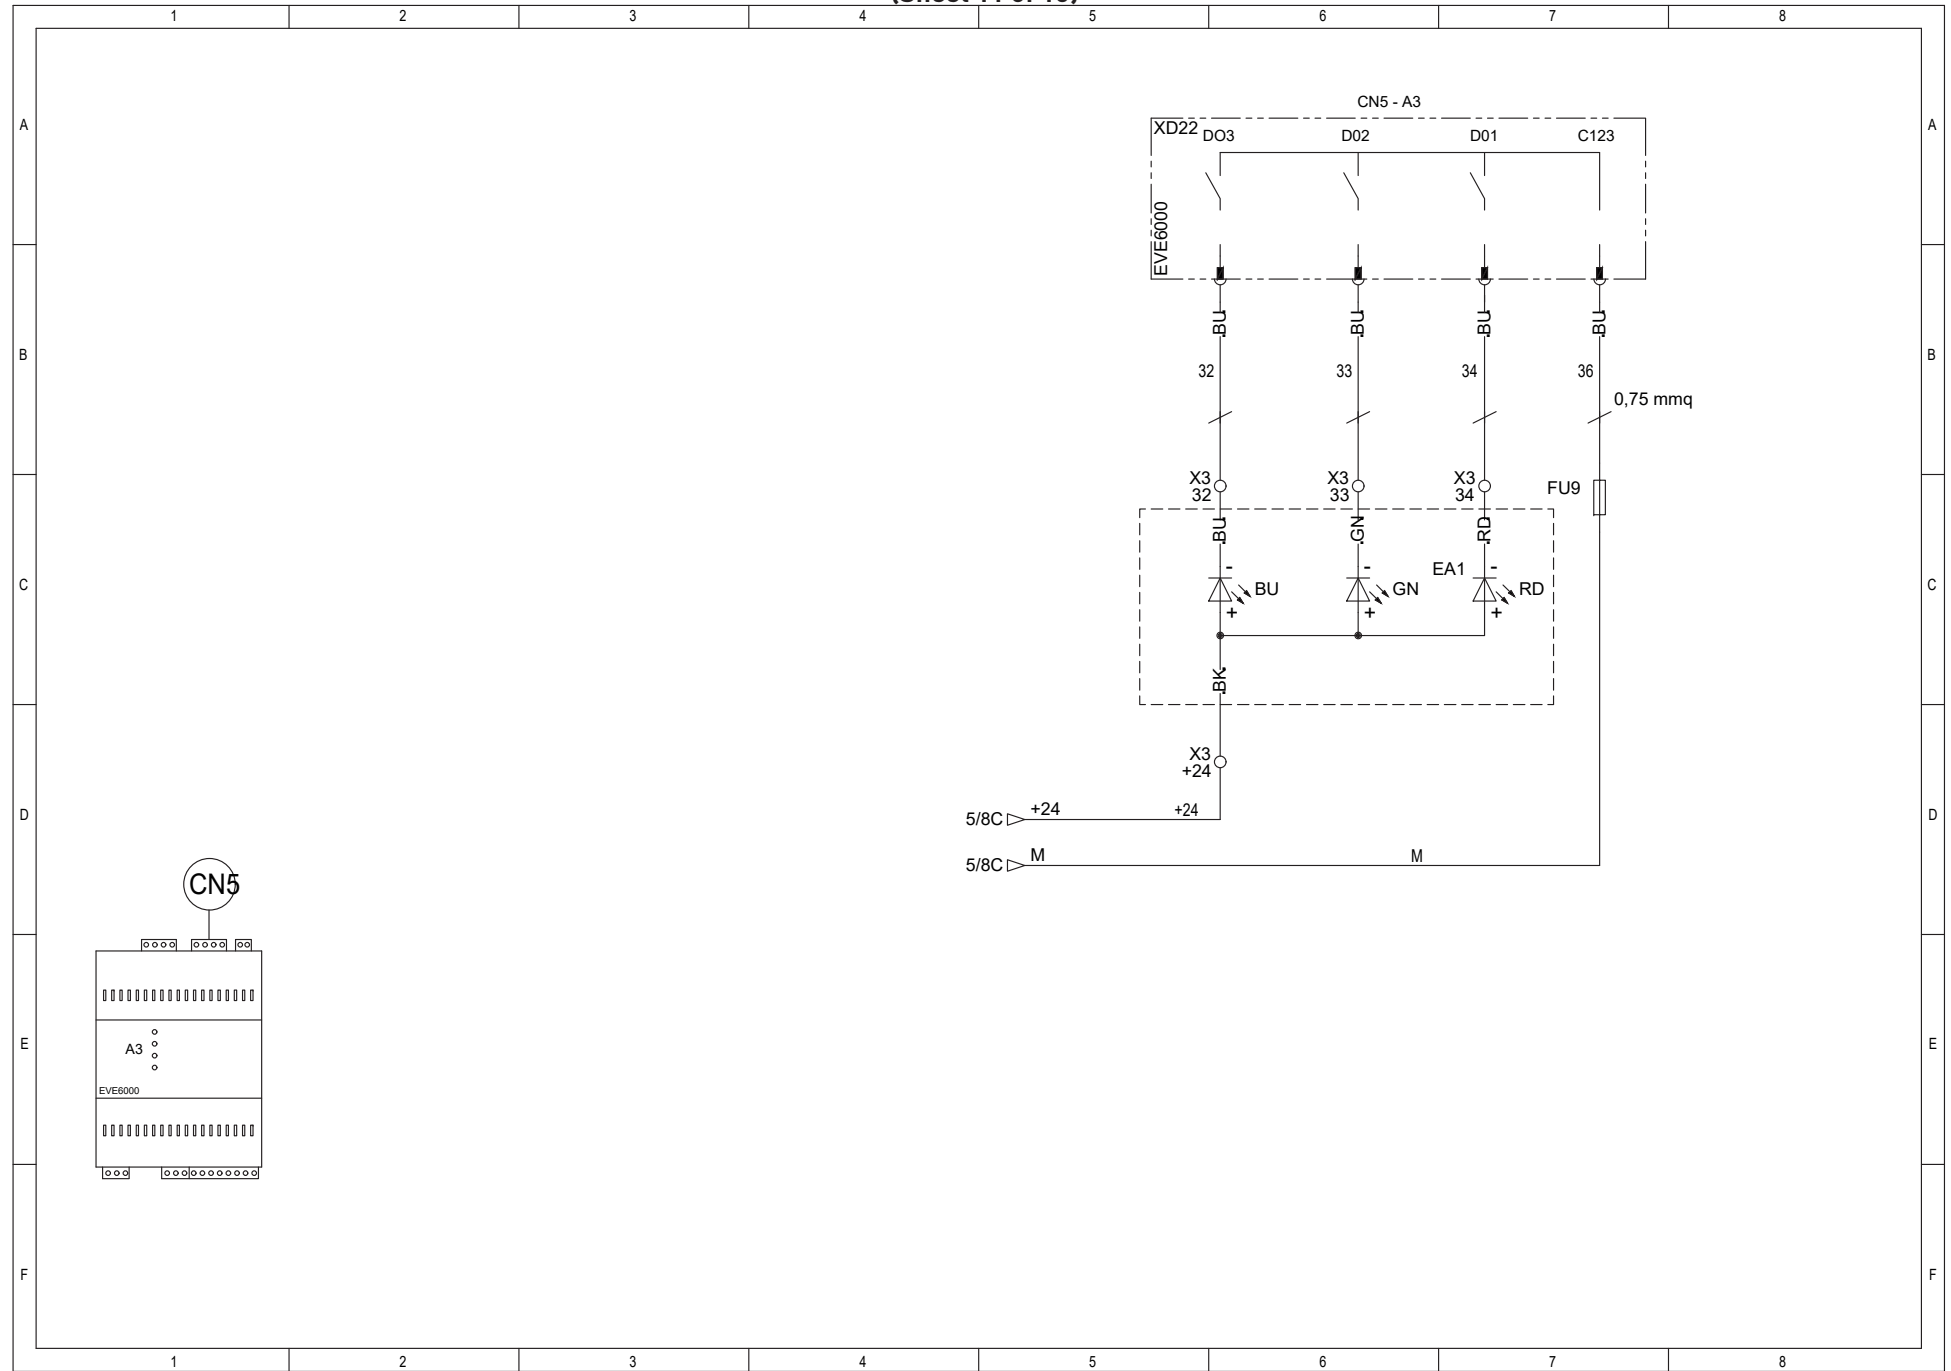 1 2 3 4 5 6 7 8
CN5 - A3
A A
XD22 DO3 D02 D01 C123
EVE6000
.BU. .BU. .BU. .BU.
B B
32 33 34 36
0,75 mmq
X3 X3 X3
32 33 34
FU9
.BU. .GN. .RD.
EA1
- - -
C C
BU GN RD
+ + +
.BK.
X3
+24
5/8C +24 +24
D D
5/8C M M
CN5
E E
A3
EVE6000
F F
1 2 3 4 5 6 7 8